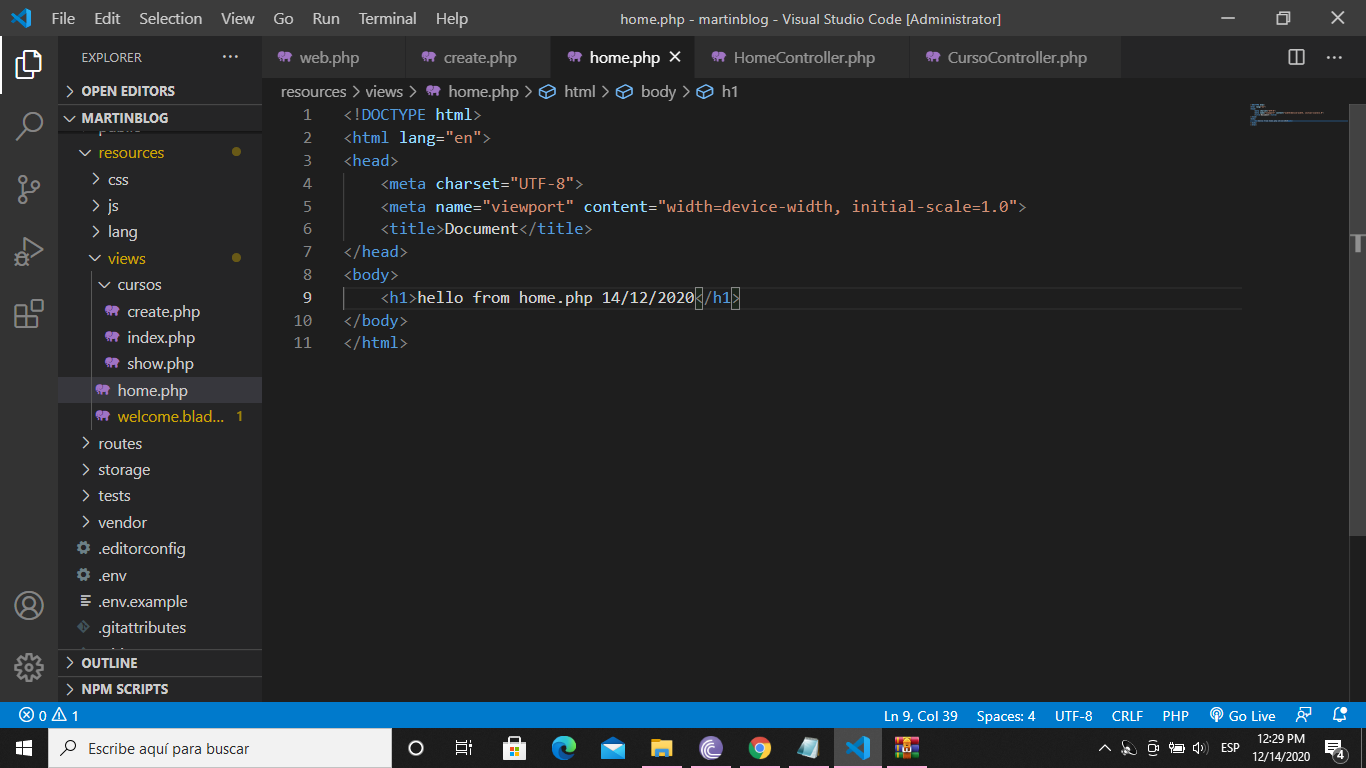 File Edit Selection View Go Run Terminal Help home.php - martinblog - Visual Studio Code [Administrator]
EXPLORER
web.php create.php home.php HomeController.php CursoController.php
OPEN EDITORS
resources > views > home.php > html > body > h1
MARTINBLOG
resources
css
js
lang
views
cursos
create.php
index.php
show.php
home.php
welcome.blad... 1
routes
storage
tests
vendor
.editorconfig
.env
.env.example
.gitattributes
OUTLINE
NPM SCRIPTS
1 <!DOCTYPE html>
2 <html lang="en">
3 <head>
4     <meta charset="UTF-8">
5     <meta name="viewport" content="width=device-width, initial-scale=1.0">
6     <title>Document</title>
7 </head>
8 <body>
9     <h1>hello from home.php 14/12/2020</h1>
10 </body>
11 </html>
0 1 Ln 9, Col 39 Spaces: 4 UTF-8 CRLF PHP Go Live
Escribe aquí para buscar
ESP
12:29 PM
12/14/2020
4